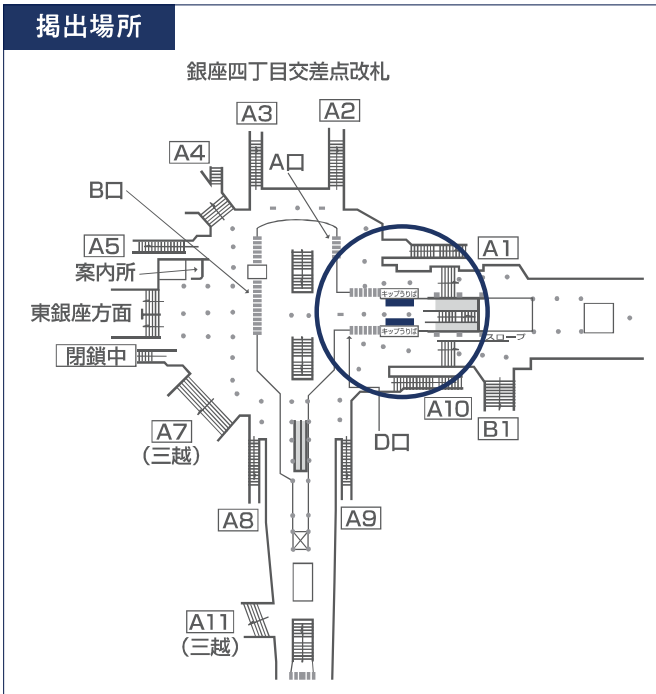 掲出場所
銀座四丁目交差点改札
A3
A2
A4
A口
B口
A5
A1
案内所
キップうりば
東銀座方面
キップうりば
スロープ
閉鎖中
A10
B1
A7
(三越)
D口
A8
A9
A11
(三越)